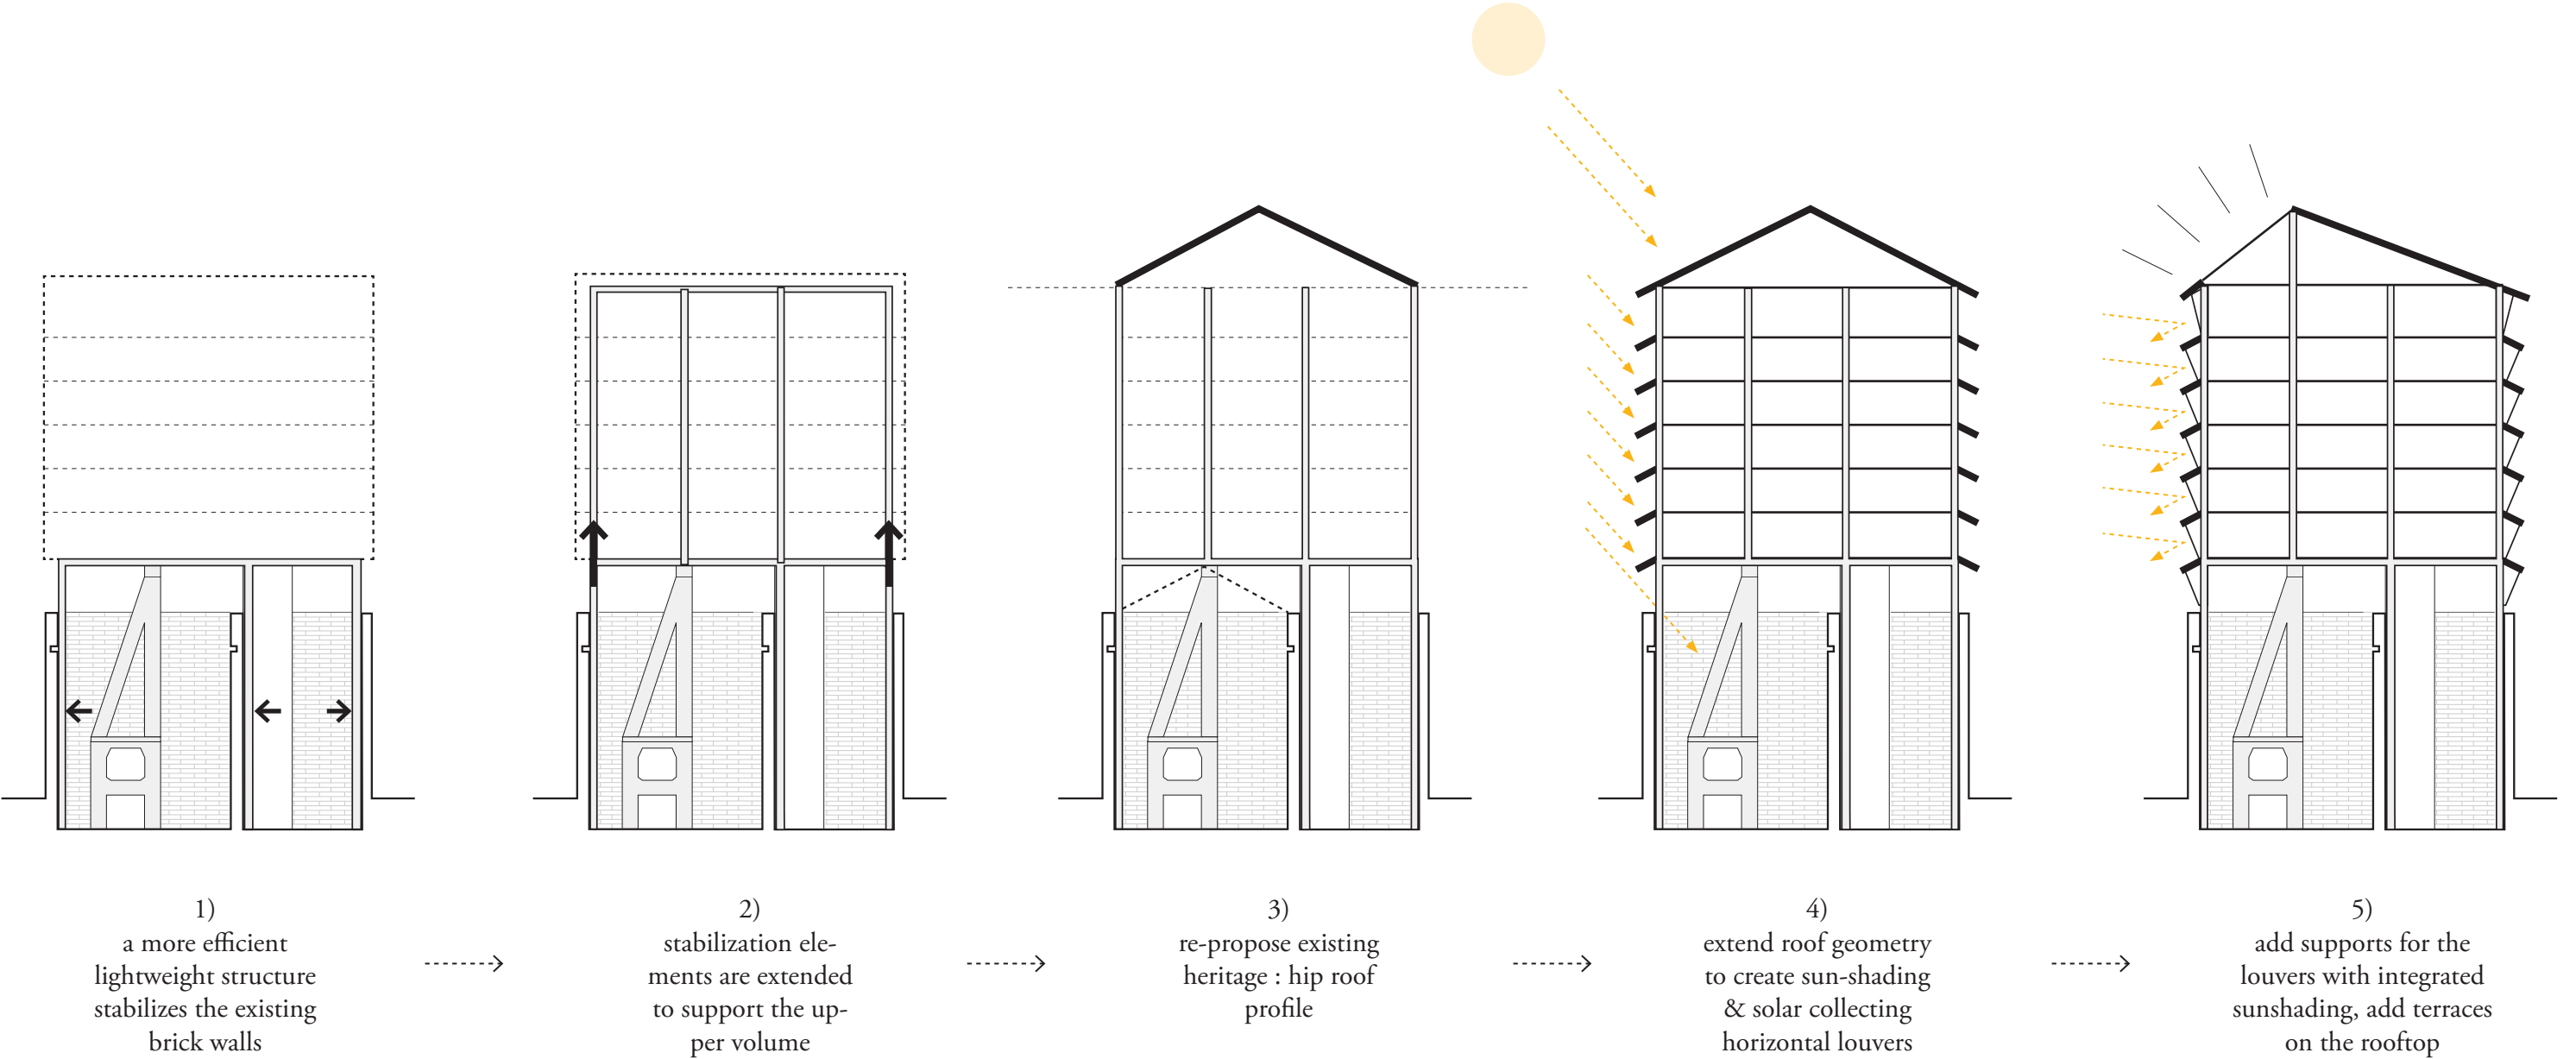 1)
a more efficient
lightweight structure
stabilizes the existing
brick walls
2)
stabilization ele-
ments are extended
to support the up-
per volume
3)
re-propose existing
heritage : hip roof
profile
4)
extend roof geometry
to create sun-shading
& solar collecting
horizontal louvers
5)
add supports for the
louvers with integrated
sunshading, add terraces
on the rooftop